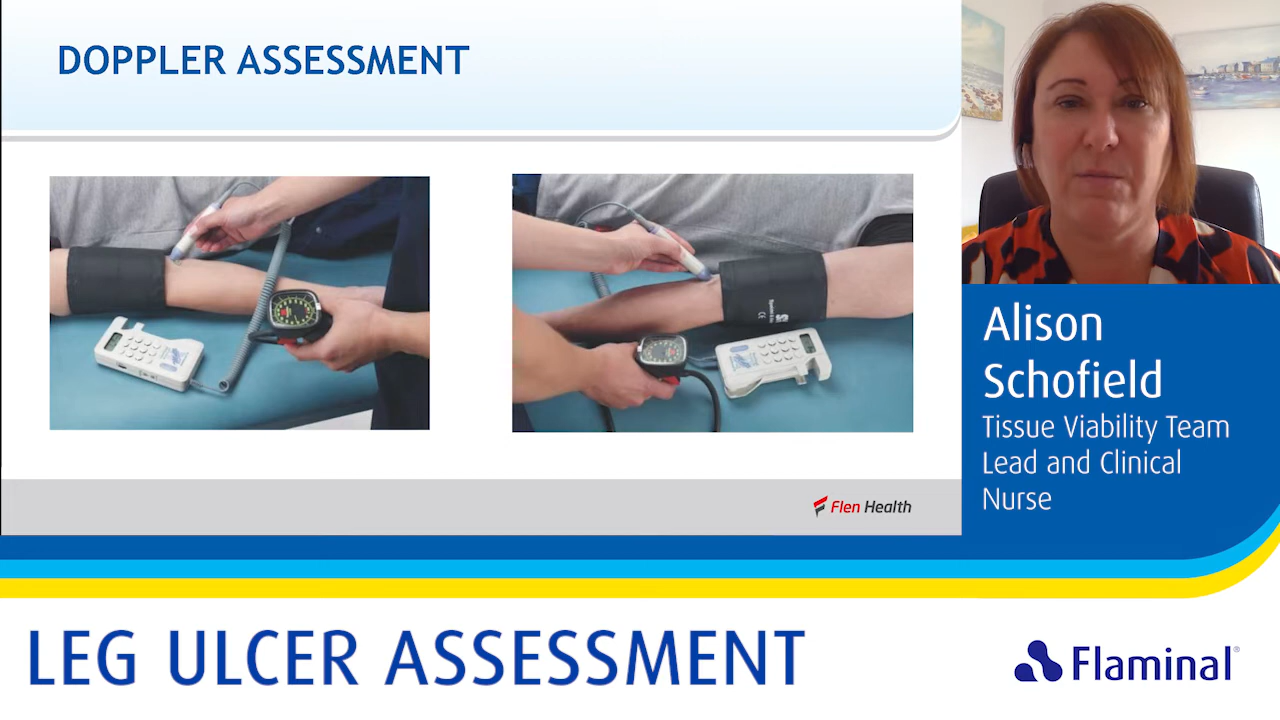 DOPPLER ASSESSMENT
Flen Health
Alison
Schofield
Tissue Viability Team
Lead and Clinical
Nurse
LEG ULCER ASSESSMENT
Flaminal®